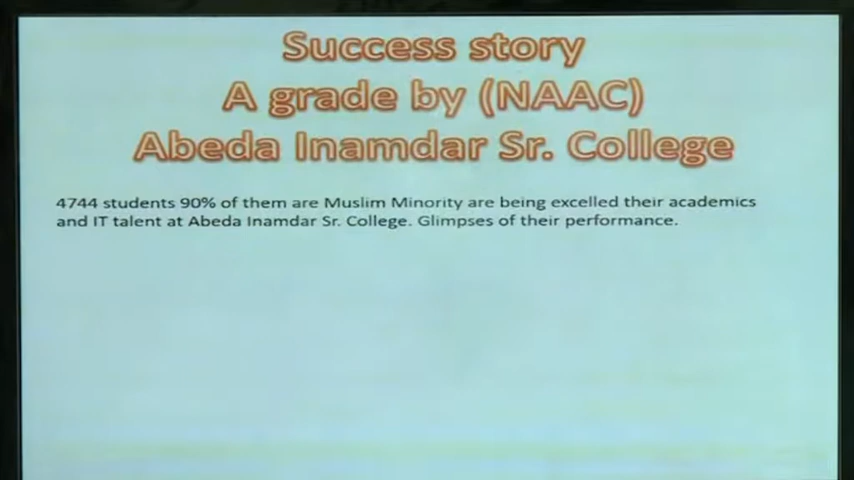 Success story
A grade by (NAAC)
Abeda Inamdar Sr. College
4744 students 90% of them are Muslim Minority are being excelled their academics
and IT talent at Abeda Inamdar Sr. College. Glimpses of their performance.